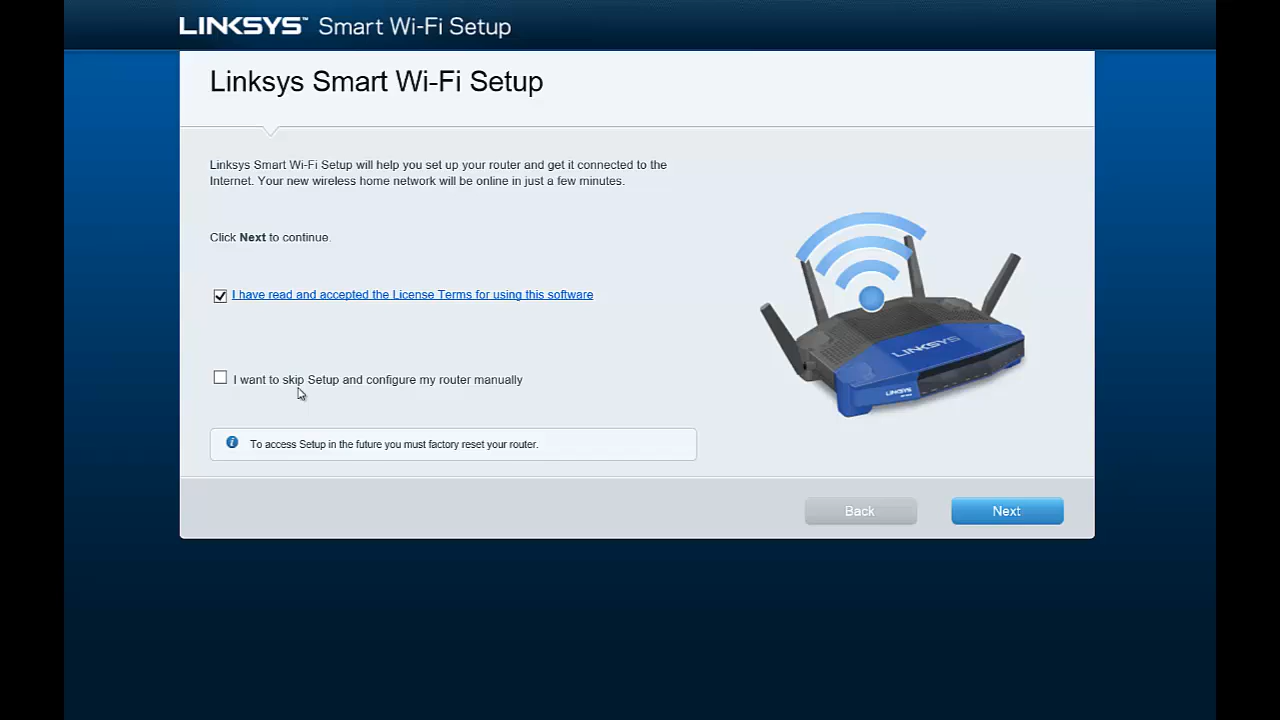 LINKSYS™ Smart Wi-Fi Setup
Linksys Smart Wi-Fi Setup
Linksys Smart Wi-Fi Setup will help you set up your router and get it connected to the
Internet. Your new wireless home network will be online in just a few minutes.
Click Next to continue.
I have read and accepted the License Terms for using this software
LINKSYS
LINKSYS
I want to skip Setup and configure my router manually
To access Setup in the future you must factory reset your router.
Back Next